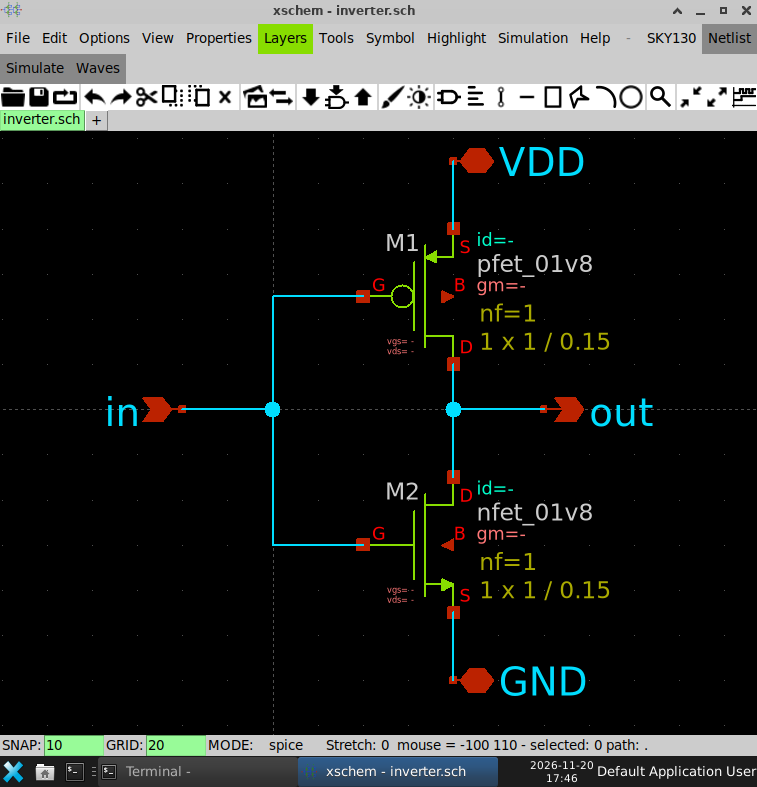 xschem - inverter.sch
File Edit Options View Properties Layers Tools Symbol Highlight Simulation Help - SKY130 Netlist
Simulate Waves
inverter.sch +
VDD
M1 S id=-
pfet_01v8
G B gm=-
nf=1
vgs= - D 1 x 1 / 0.15
vds= -
in out
M2 D id=-
nfet_01v8
G B gm=-
nf=1
vgs= - S 1 x 1 / 0.15
vds= -
GND
SNAP: 10 GRID: 20 MODE: spice Stretch: 0 mouse = -100 110 - selected: 0 path: .
Terminal - xschem - inverter.sch 2026-11-20 Default Application User
17:46